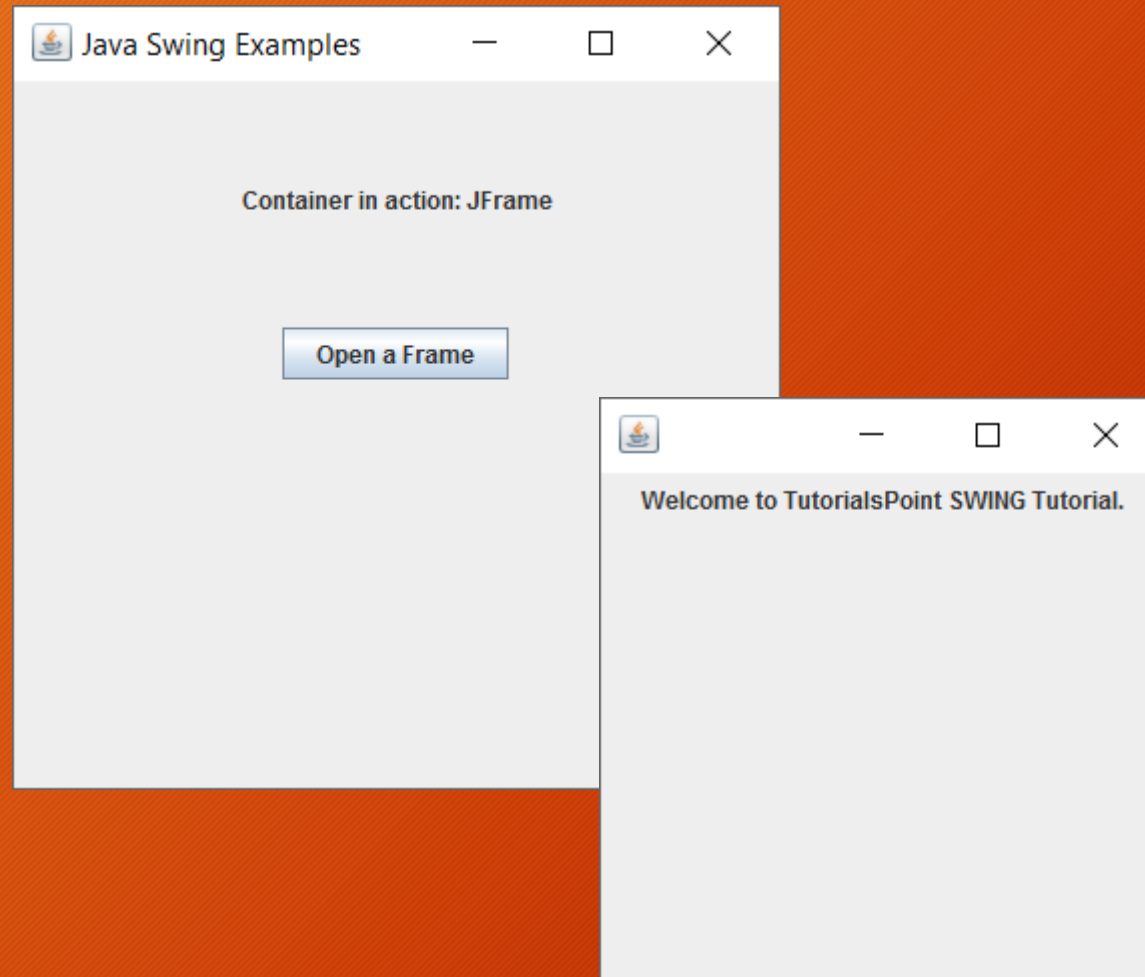 Java Swing Examples
Container in action: JFrame
Open a Frame
Welcome to TutorialsPoint SWING Tutorial.